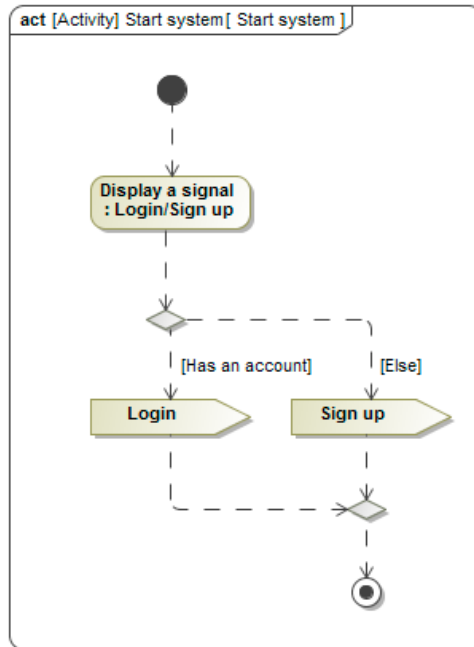 act [Activity] Start system[ Start system ]
Display a signal
: Login/Sign up
[Has an account]
[Else]
Login
Sign up